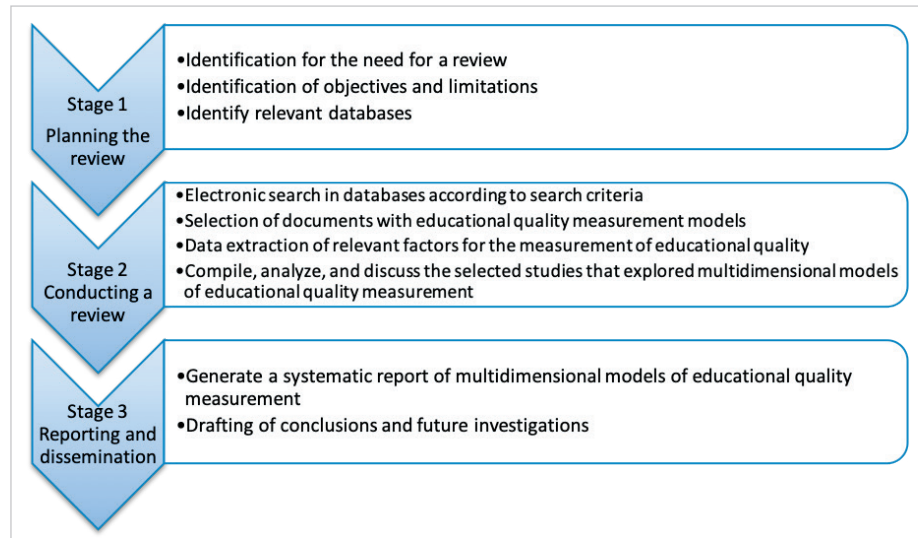 Stage 1
Planning the
review
•Identification for the need for a review
•Identification of objectives and limitations
•Identify relevant databases
Stage 2
Conducting a
review
•Electronic search in databases according to search criteria
•Selection of documents with educational quality measurement models
•Data extraction of relevant factors for the measurement of educational quality
•Compile, analyze, and discuss the selected studies that explored multidimensional models
of educational quality measurement
Stage 3
Reporting and
dissemination
•Generate a systematic report of multidimensional models of educational quality
measurement
•Drafting of conclusions and future investigations